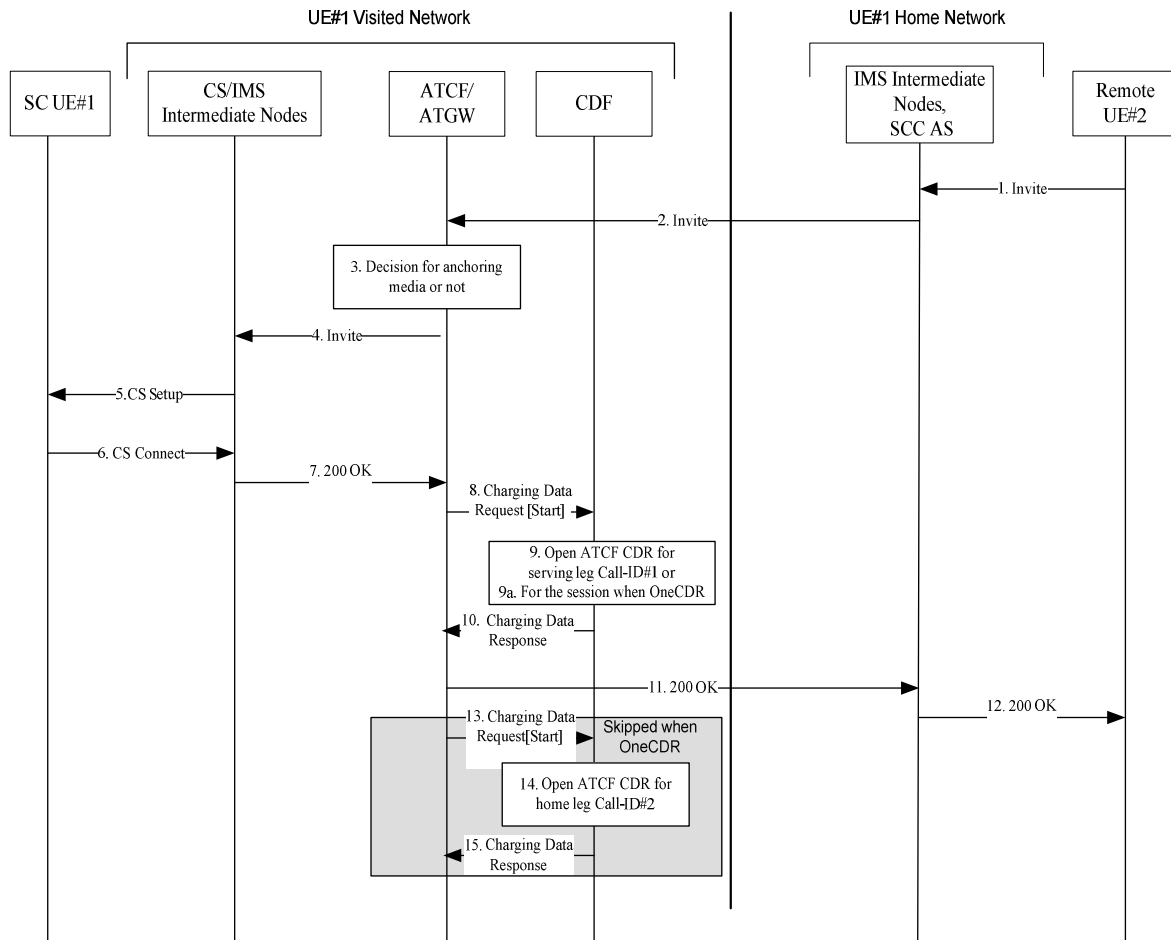 UE#1 Visited Network
UE#1 Home Network
SC UE#1
CS/IMS
Intermediate Nodes
ATCF/
ATGW
CDF
IMS Intermediate
Nodes,
SCC AS
Remote
UE#2
1. Invite
2. Invite
3. Decision for anchoring
media or not
4. Invite
5.CS Setup
6. CS Connect
7. 200 OK
8. Charging Data
Request [Start]
9. Open ATCF CDR for
serving leg Call-ID#1 or
9a. For the session when OneCDR
10. Charging Data
Response
11. 200 OK
12. 200 OK
13. Charging Data
Request[Start]
Skipped when
OneCDR
14. Open ATCF CDR for
home leg Call-ID#2
15. Charging Data
Response